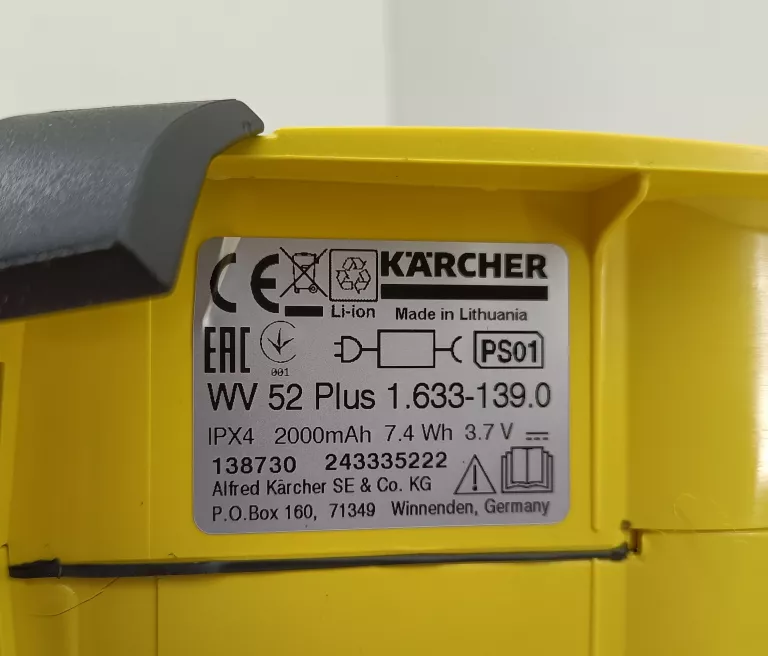 CE KÄRCHER
Li-ion Made in Lithuania
EAC 001 PS01
WV 52 Plus 1.633-139.0
IPX4 2000mAh 7.4 Wh 3.7 V
138730 243335222
Alfred Kärcher SE & Co. KG
P.O.Box 160, 71349 Winnenden, Germany